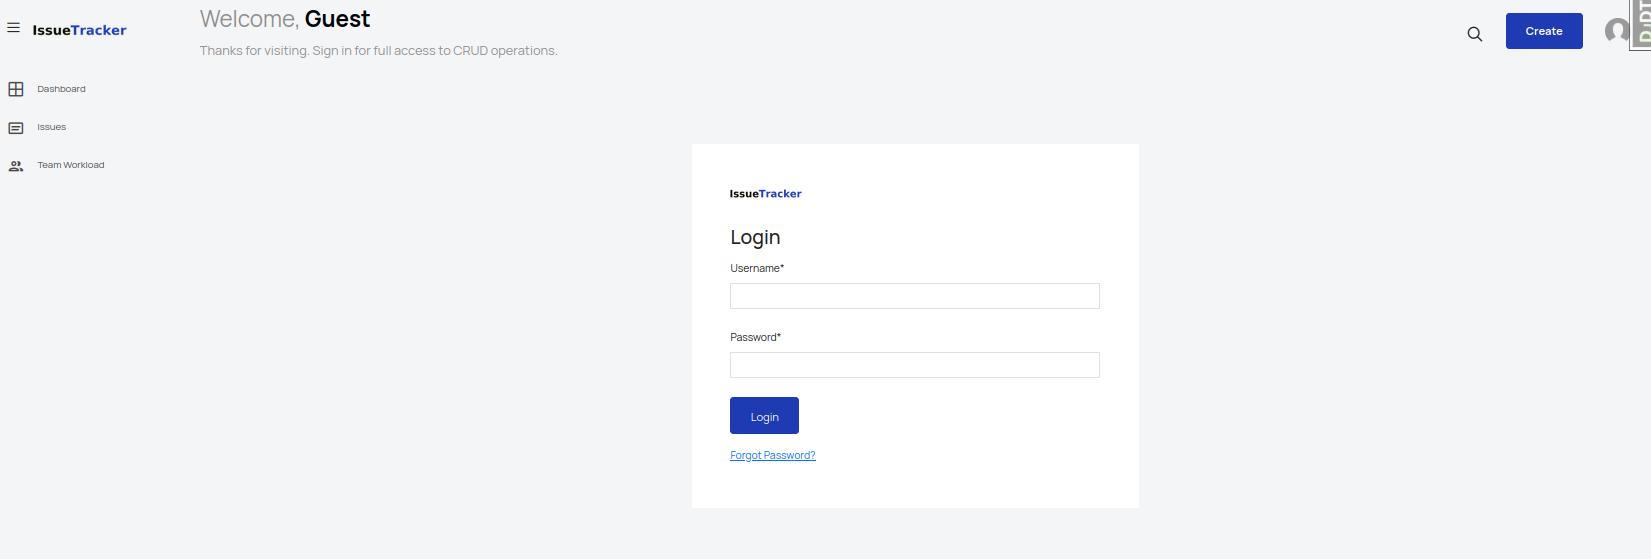 IssueTracker
Welcome, Guest
Thanks for visiting. Sign in for full access to CRUD operations.
Create
DjDT
Dashboard
Issues
Team Workload
IssueTracker
Login
Username*
Password*
Login
Forgot Password?